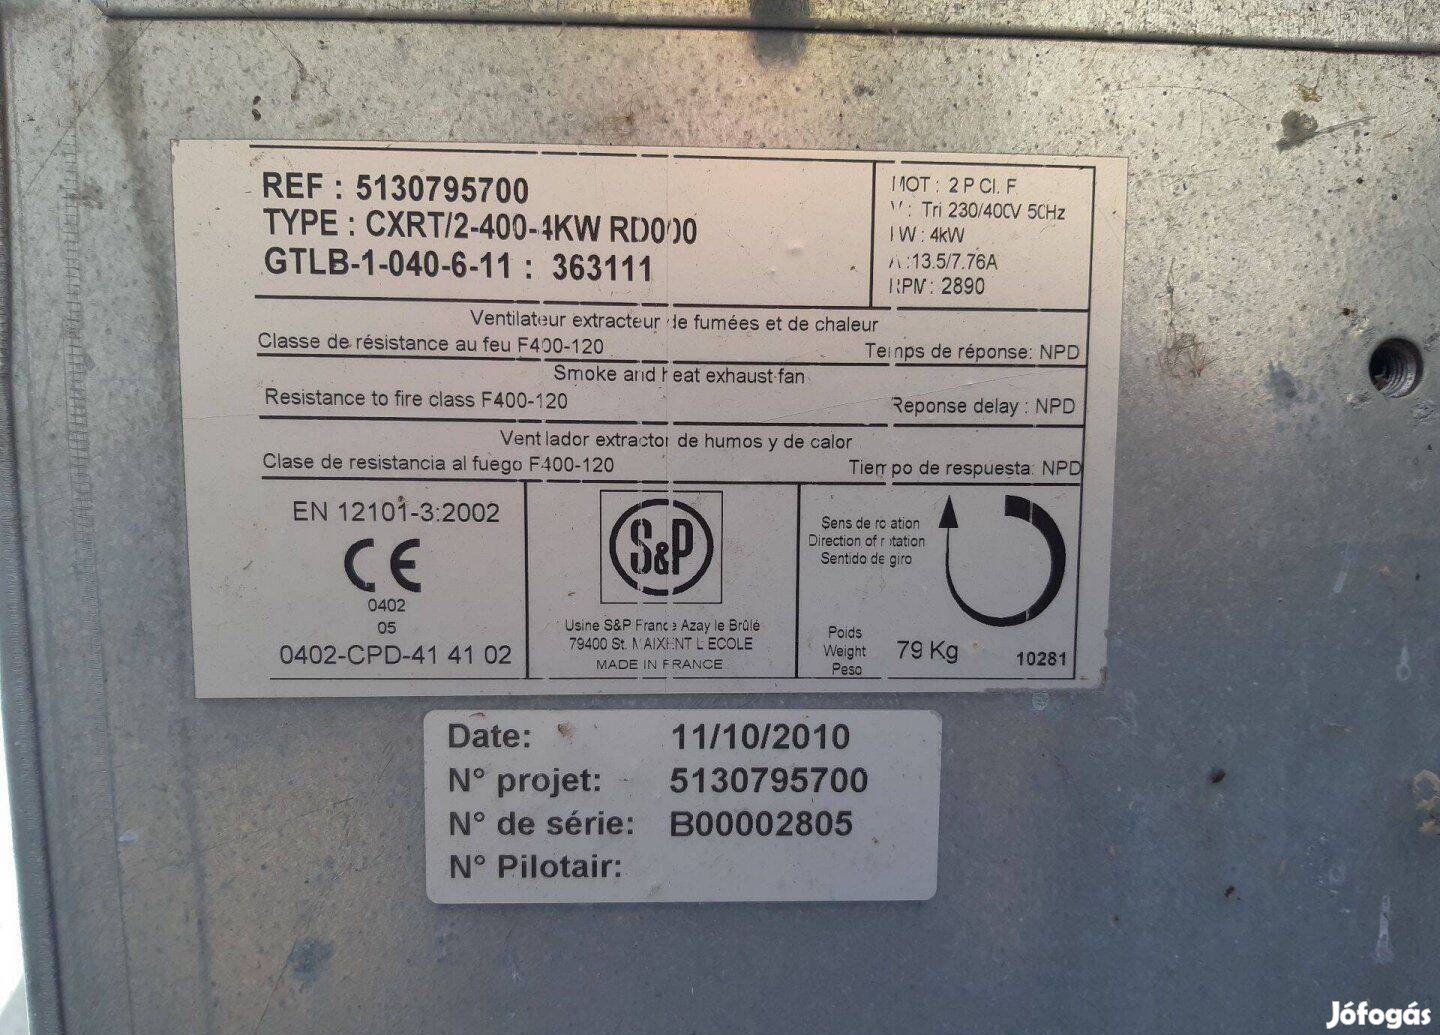 REF : 5130795700
TYPE : CXRT/2-400-4KW RD000
GTLB-1-040-6-11 : 363111
MOT : 2 P Cl. F
V : Tri 230/400V 50Hz
KW : 4kW
A :13.5/7.76A
RPM : 2890
Ventilateur extracteur de fumées et de chaleur
Classe de résistance au feu F400-120
Temps de réponse: NPD
Smoke and heat exhaust fan
Resistance to fire class F400-120
Reponse delay : NPD
Ventilador extractor de humos y de calor
Clase de resistancia al fuego F400-120
Tiempo de respuesta: NPD
EN 12101-3:2002
CE
0402
05
0402-CPD-41 41 02
S&P
Usine S&P France Azay le Brûlé
79400 St. MAIXENT L'ECOLE
MADE IN FRANCE
Sens de rotation
Direction of rotation
Sentido de giro
Poids
Weight
Peso
79 Kg
10281
Date: 11/10/2010
N° projet: 5130795700
N° de série: B00002805
N° Pilotair:
Jófogás